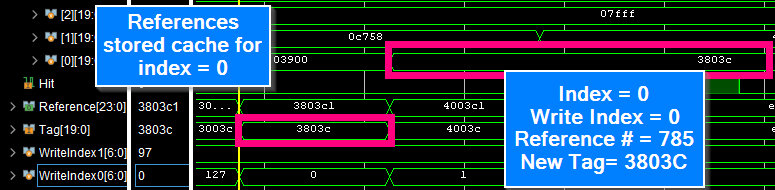 References
stored cache for
index = 0
[2][19:
[1][19:
[0][19:
Hit
Reference[23:0]
Tag[19:0]
WriteIndex1[6:0]
WriteIndex0[6:0]
3803c1
3803c
97
0
07fff
0c758
03900
3803c
30...
3803c1
4003c1
3003c
3803c
4003c
127
0
1
Index = 0
Write Index = 0
Reference # = 785
New Tag= 3803C